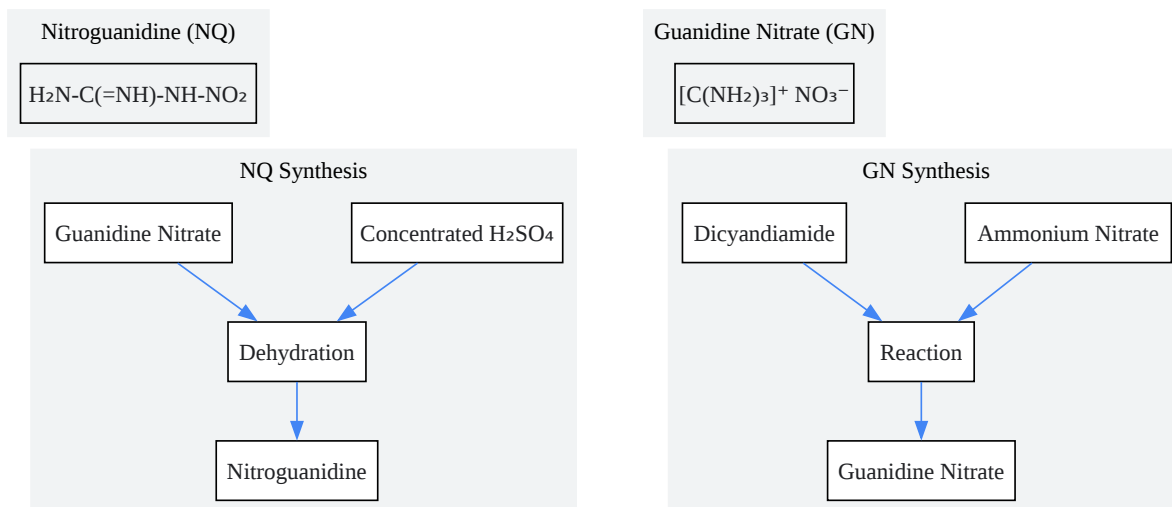 Nitroguanidine (NQ)
H₂N-C(=NH)-NH-NO₂
Guanidine Nitrate (GN)
[C(NH₂)₃]⁺ NO₃⁻
NQ Synthesis
Guanidine Nitrate
Concentrated H₂SO₄
Dehydration
Nitroguanidine
GN Synthesis
Dicyandiamide
Ammonium Nitrate
Reaction
Guanidine Nitrate